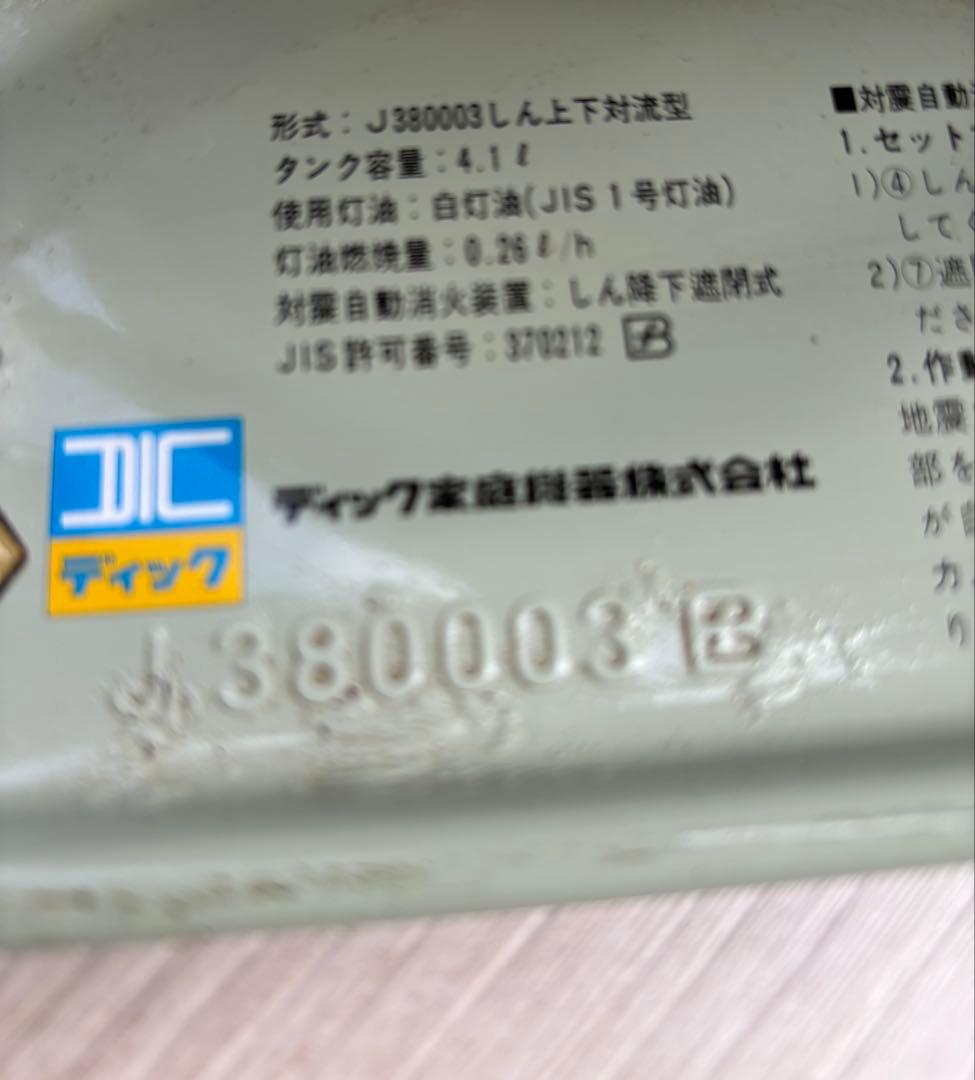 形式：J380003しん上下対流型
タンク容量：4.1ℓ
使用灯油：白灯油(JIS 1号灯油)
灯油燃焼量：0.26ℓ/h
対震自動消火装置：しん降下遮閉式
JIS許可番号：370212
DIC
ディック
ディック家庭機器株式会社
J380003
■対震自動
1.セット
1)④しん
して
2)⑦遮
ださ
2.作動
地震
部を
が
カ
り